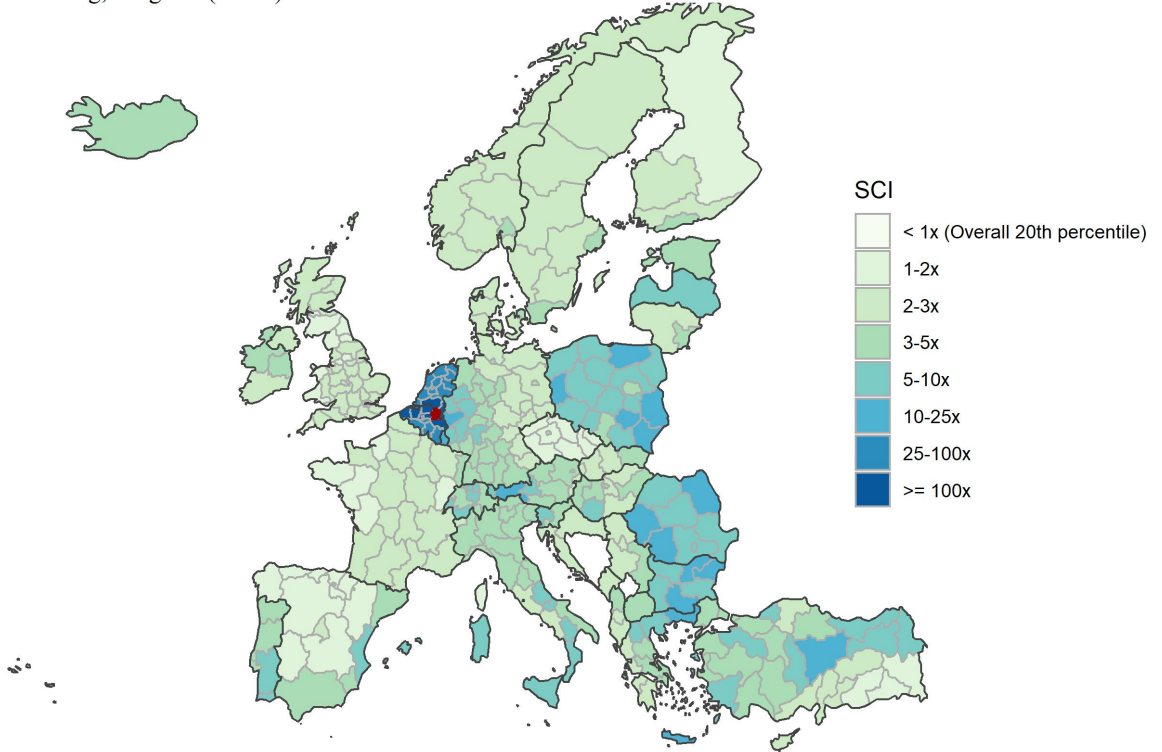 SCI
< 1x (Overall 20th percentile)
1-2x
2-3x
3-5x
5-10x
10-25x
25-100x
>= 100x